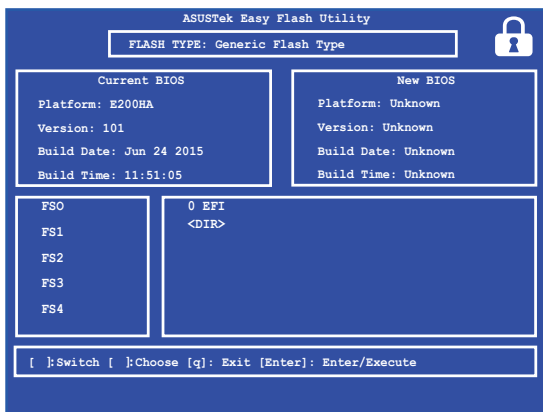 ASUSTek Easy Flash Utility
FLASH TYPE: Generic Flash Type
Current BIOS
Platform: E200HA
Version: 101
Build Date: Jun 24 2015
Build Time: 11:51:05
New BIOS
Platform: Unknown
Version: Unknown
Build Date: Unknown
Build Time: Unknown
FSO
FS1
FS2
FS3
FS4
0 EFI
<DIR>
[ ]:Switch [ ]:Choose [q]: Exit [Enter]: Enter/Execute